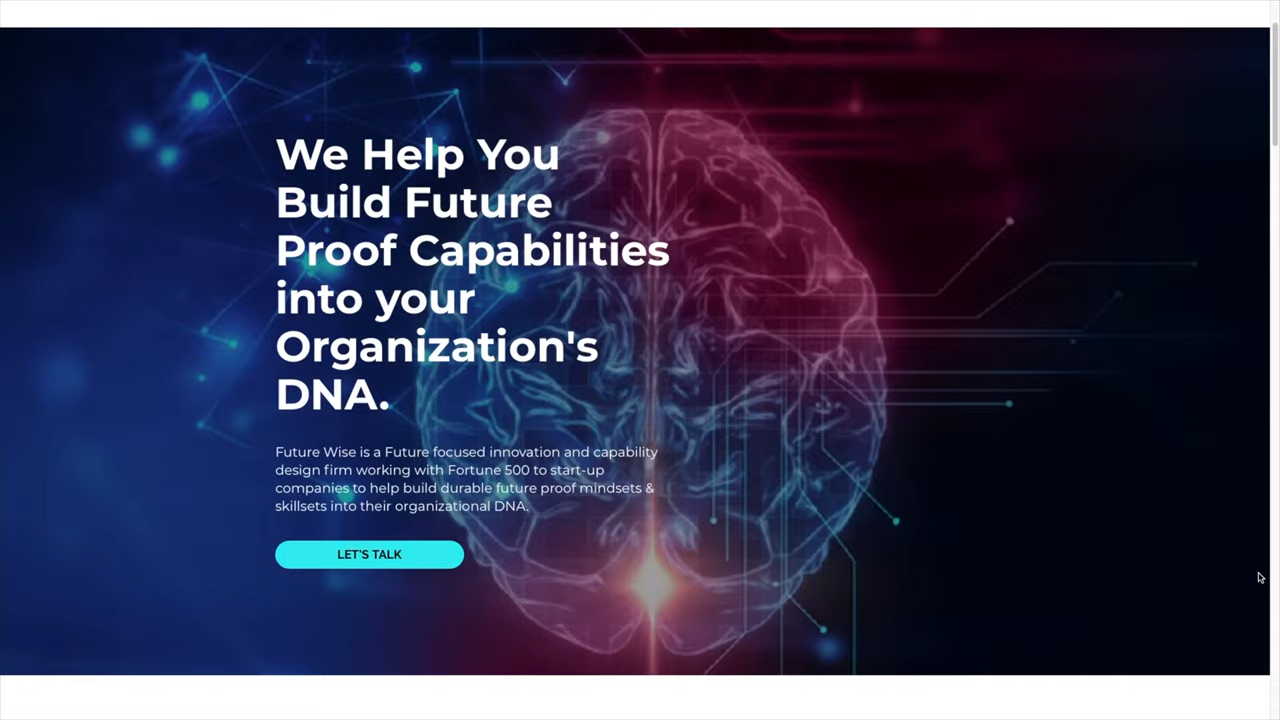 We Help You
Build Future
Proof Capabilities
into your
Organization's
DNA.
Future Wise is a Future focused innovation and capability
design firm working with Fortune 500 to start-up
companies to help build durable future proof mindsets &
skillsets into their organizational DNA.
LET'S TALK